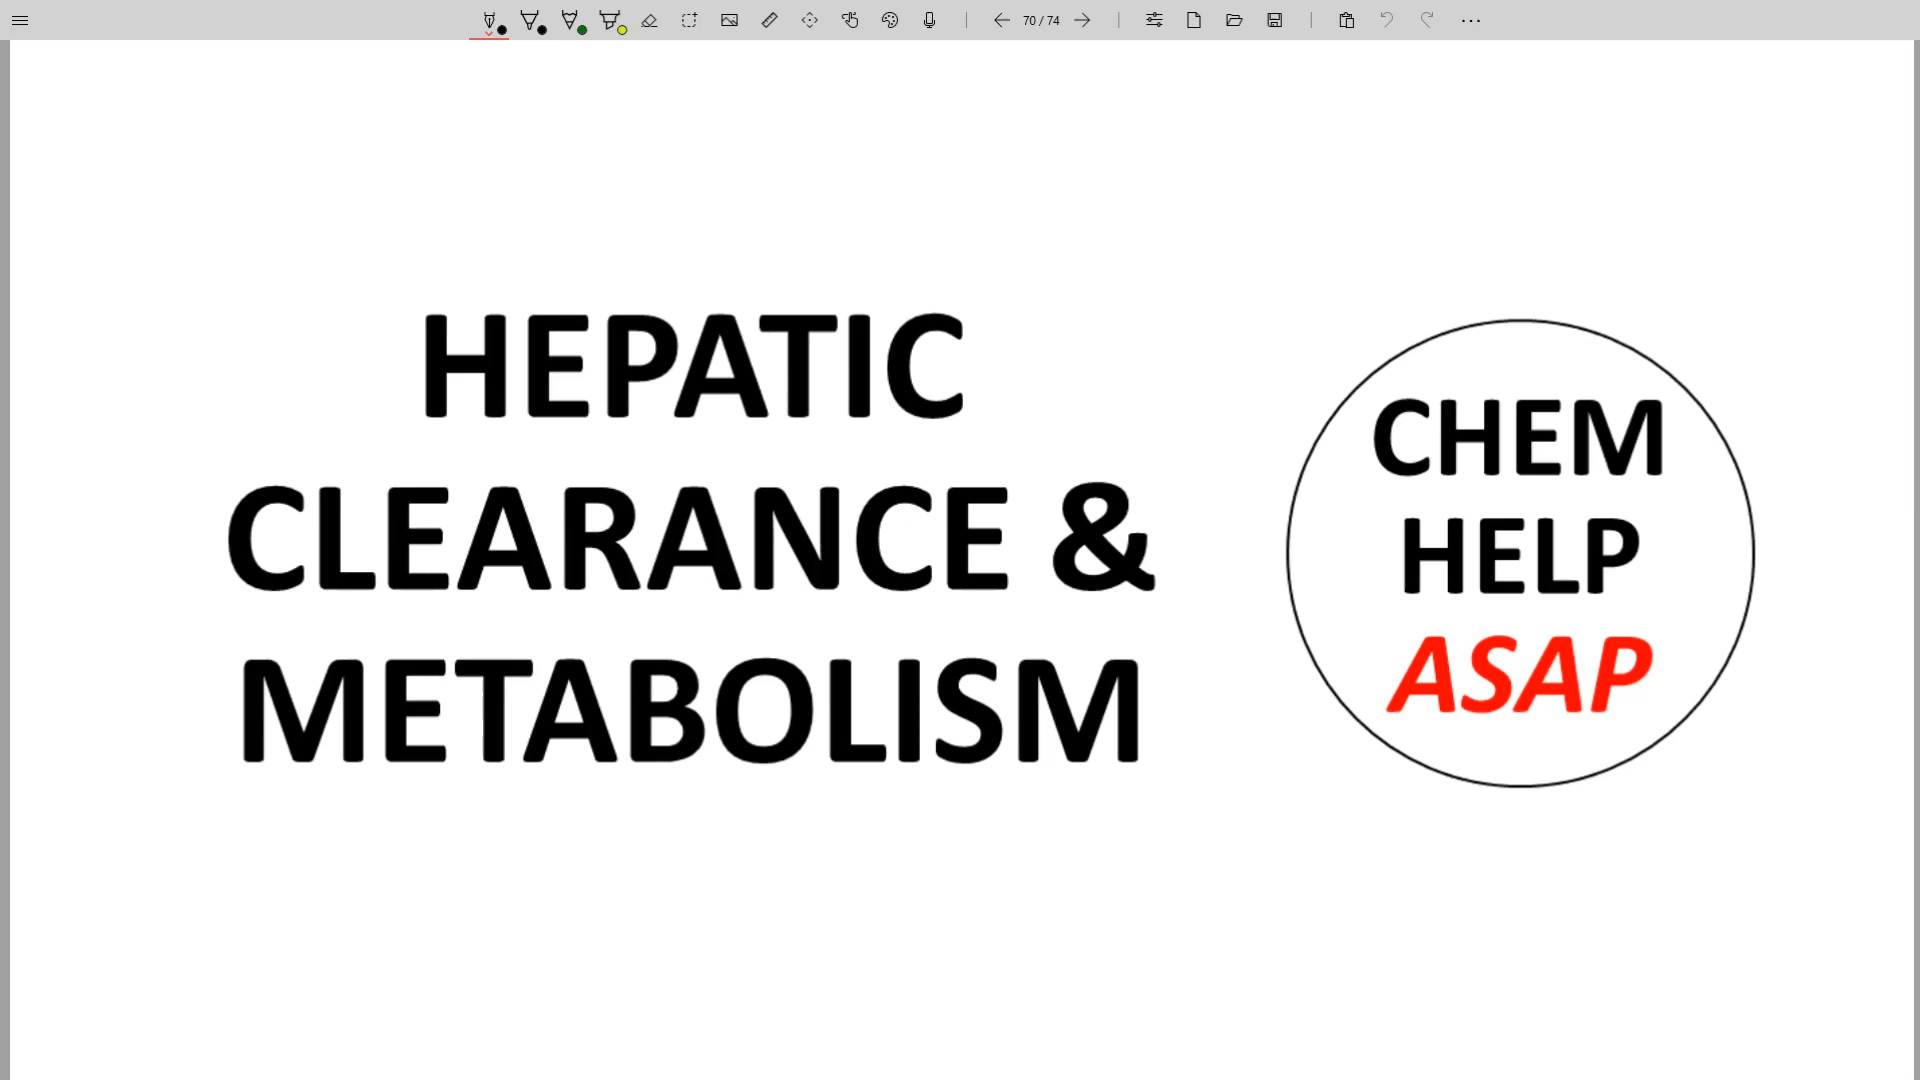 70 / 74
HEPATIC
CLEARANCE &
METABOLISM
CHEM
HELP
ASAP